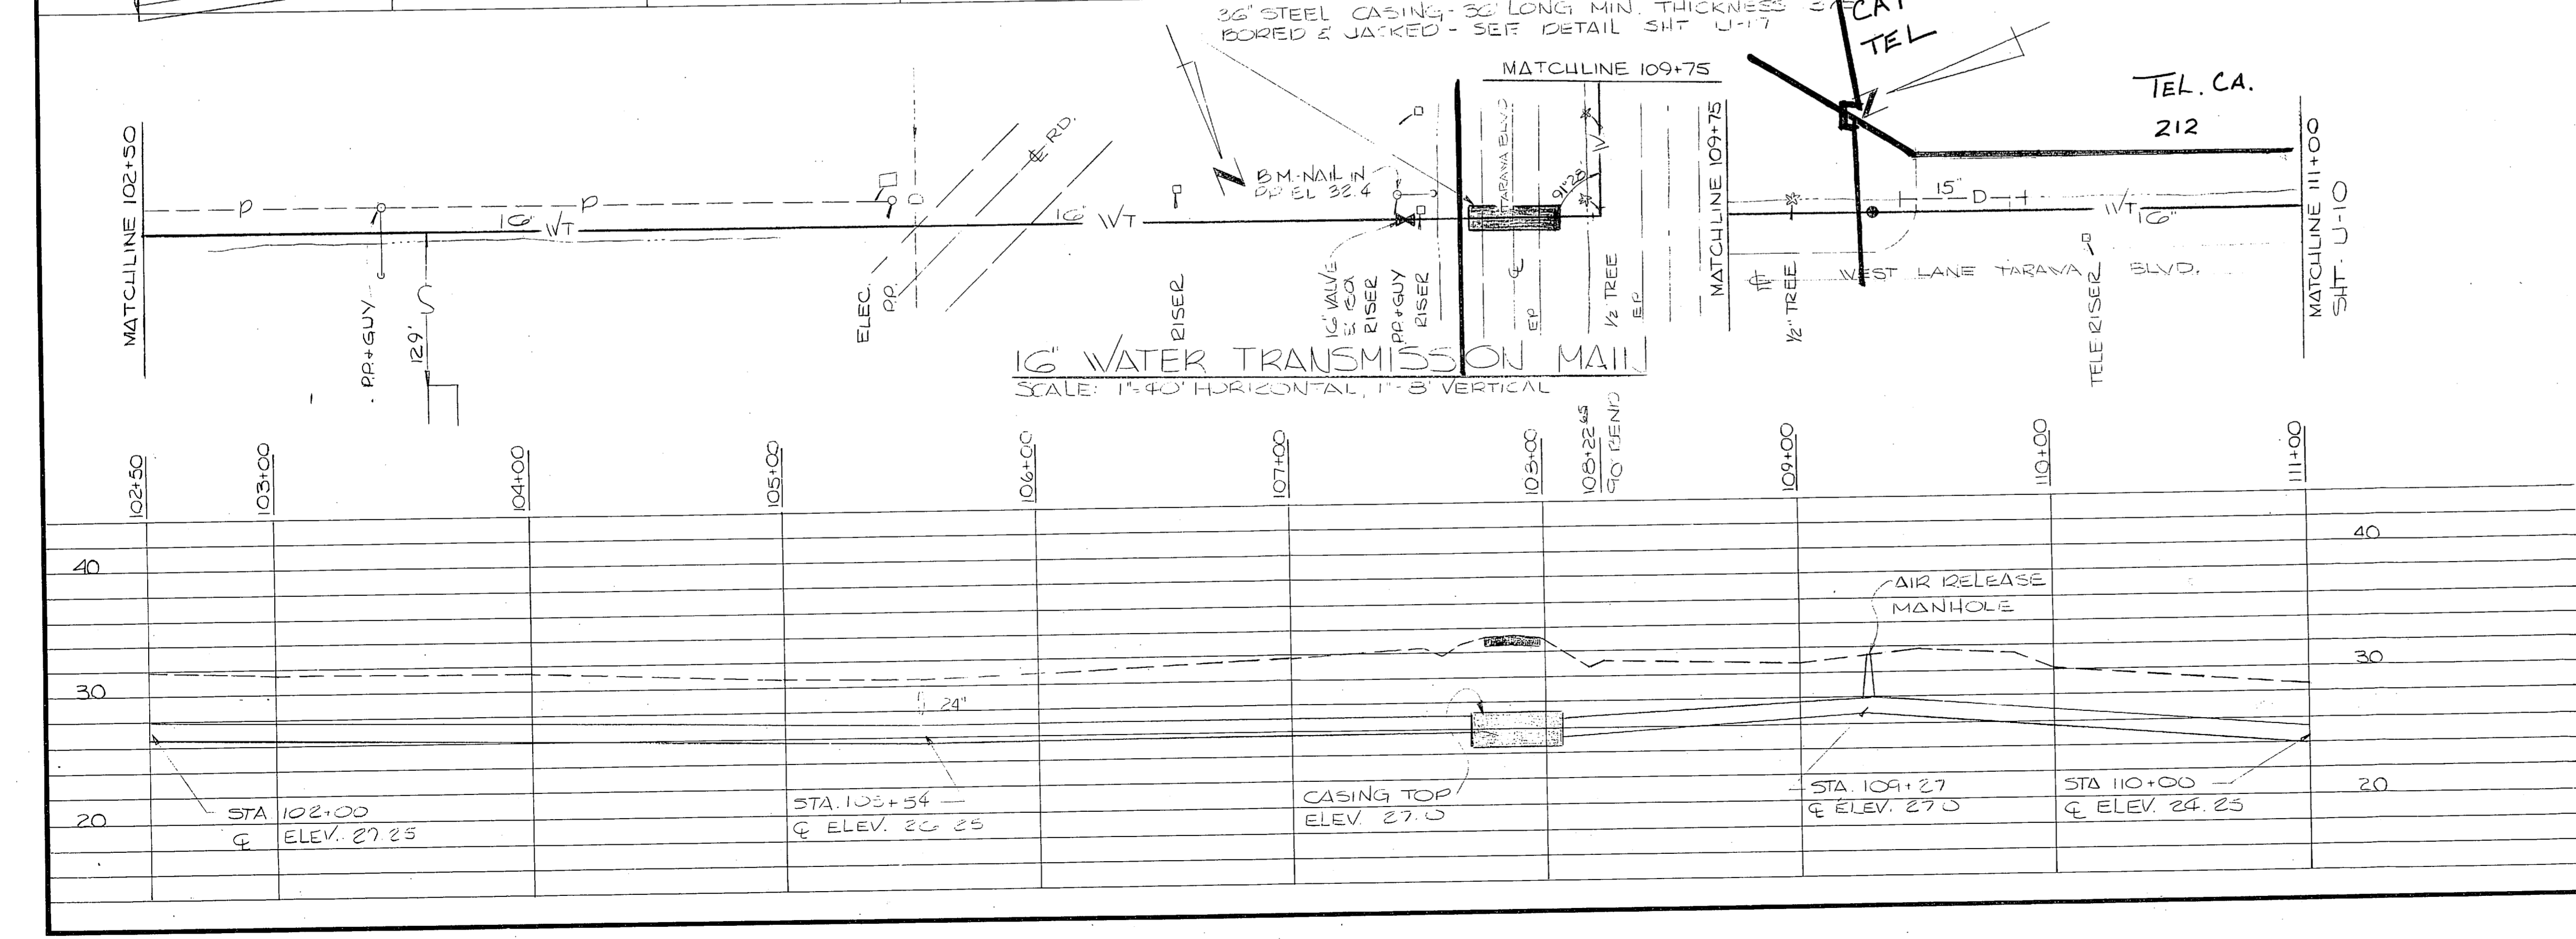 36" STEEL CASING - 36' LONG MIN. THICKNESS
BORED & JACKED - SEE DETAIL SHT U-17
CAT
TEL
MATCHLINE 109+75
TEL. CA.
212
MATCHLINE 102+50
P
P
16" WT
16" WT
℄ RD.
D
N
B.M. NAIL IN
PP EL 32.4
TARAWA BLVD
91°28'
W
MATCHLINE 109+75
N
15" D
WT 16"
MATCHLINE 111+00
SHT. U-10
℄ WEST LANE TARAWA BLVD.
P.P.+GUY
129'
S
ELEC.
P.P.
RISER
16" VALVE
& BOX
RISER
P.P.+GUY
RISER
℄
EP
1/2" TREE
EP
1/2" TREE
TELE RISER
16" WATER TRANSMISSION MAIN
SCALE: 1"=40' HORIZONTAL, 1"=8' VERTICAL
102+50
103+00
104+00
105+00
106+00
107+00
108+00
108+22.65
90° BEND
109+00
110+00
111+00
40
40
AIR RELEASE
MANHOLE
30
30
24"
20
20
STA 102+00
℄ ELEV. 27.25
STA. 105+54
℄ ELEV. 26.25
CASING TOP
ELEV. 27.0
STA. 109+27
℄ ELEV. 27.0
STA 110+00
℄ ELEV. 24.25